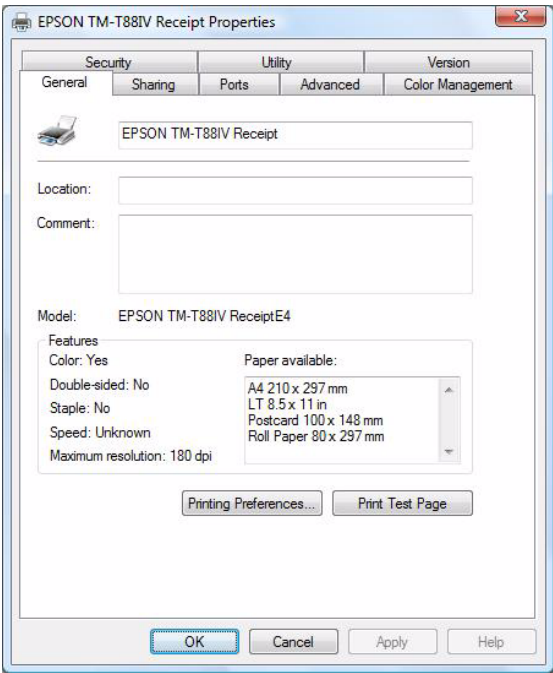 EPSON TM-T88IV Receipt Properties
Security Utility Version
General Sharing Ports Advanced Color Management
EPSON TM-T88IV Receipt
Location:
Comment:
Model: EPSON TM-T88IV ReceiptE4
Features
Color: Yes Paper available:
Double-sided: No
Staple: No
Speed: Unknown
Maximum resolution: 180 dpi
A4 210 x 297 mm
LT 8.5 x 11 in
Postcard 100 x 148 mm
Roll Paper 80 x 297 mm
Printing Preferences... Print Test Page
OK Cancel Apply Help